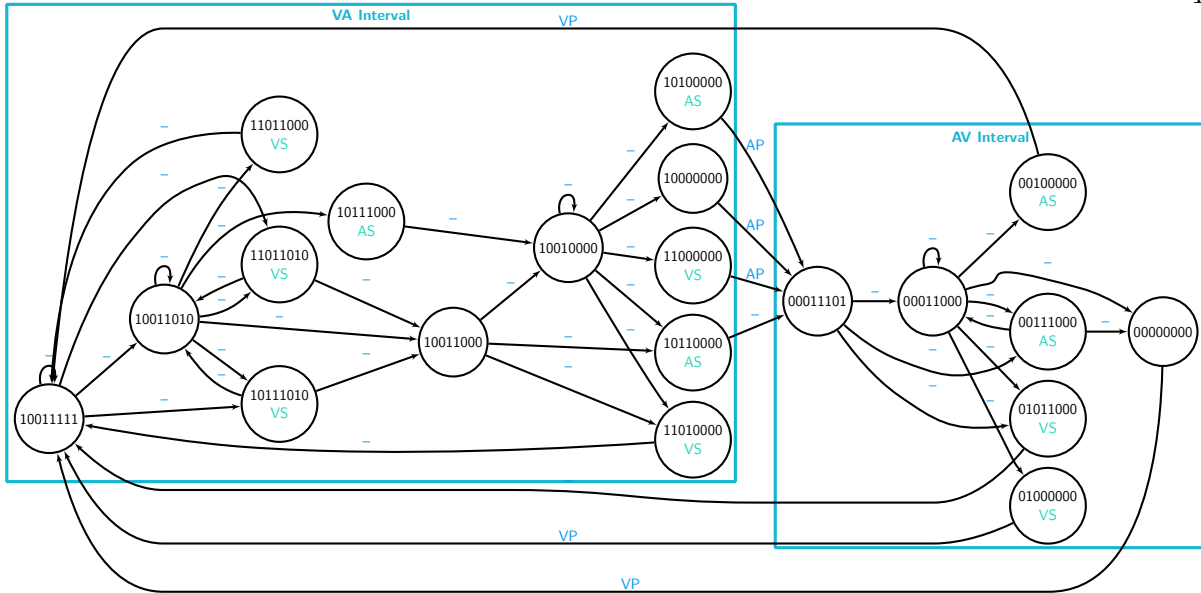 VA Interval
VP
10100000
AS
11011000
VS
–
–
AP
AV Interval
–
–
–
10000000
00100000
AS
–
10111000
AS
–
–
–
AP
–
10010000
–
–
11011010
VS
–
11000000
VS
AP
–
–
–
–
–
–
00011101
–
00011000
–
10011010
–
–
–
–
00111000
AS
–
00000000
10011000
–
10110000
AS
–
–
–
–
–
–
–
–
10111010
VS
–
–
–
01011000
VS
10011111
–
11010000
VS
01000000
VS
VP
VP